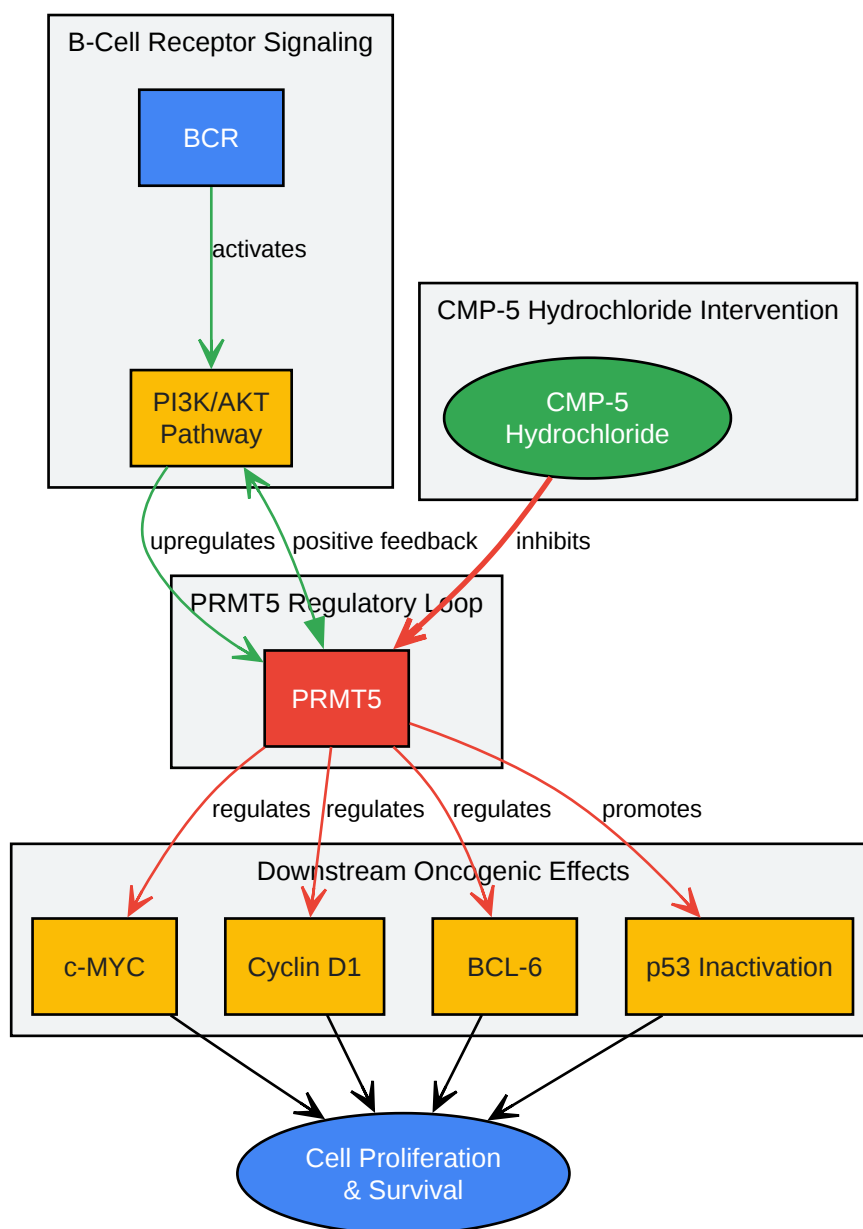 B-Cell Receptor Signaling
BCR
activates
CMP-5 Hydrochloride Intervention
PI3K/AKT
Pathway
CMP-5
Hydrochloride
upregulates
positive feedback
inhibits
PRMT5 Regulatory Loop
PRMT5
regulates
regulates
regulates
promotes
Downstream Oncogenic Effects
c-MYC
Cyclin D1
BCL-6
p53 Inactivation
Cell Proliferation
& Survival